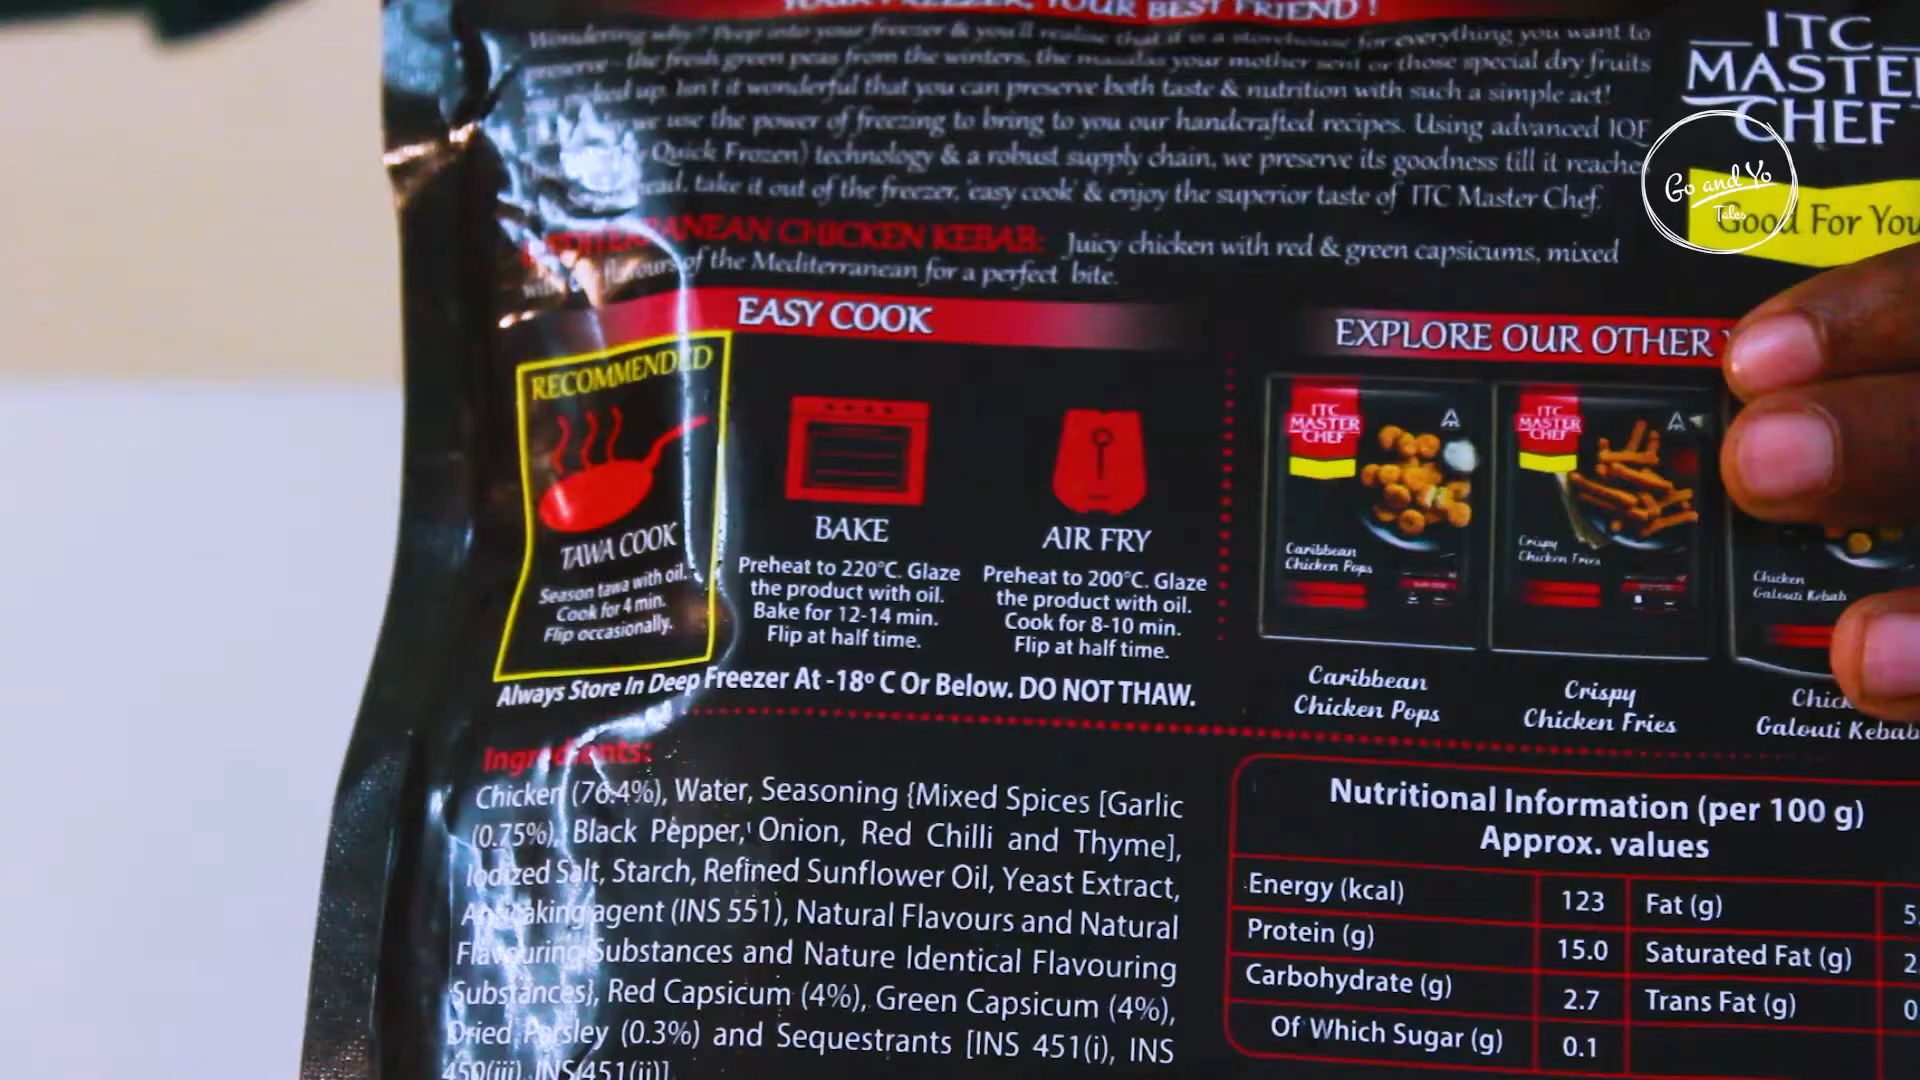 YOUR FREEZER, YOUR BEST FRIEND !
Wondering why? Peep into your freezer & you'll realise that it is a storehouse for everything you want to
preserve - the fresh green peas from the winters, the masalas your mother sent or those special dry fruits
you picked up. Isn't it wonderful that you can preserve both taste & nutrition with such a simple act!
we use the power of freezing to bring to you our handcrafted recipes. Using advanced IQF
Quick Frozen) technology & a robust supply chain, we preserve its goodness till it reaches
take it out of the freezer, 'easy cook' & enjoy the superior taste of ITC Master Chef.
MEDITERRANEAN CHICKEN KEBAB: Juicy chicken with red & green capsicums, mixed
flavours of the Mediterranean for a perfect bite.
ITC
MASTER
CHEF
Go and Yo
Tales
Good For You
EASY COOK
RECOMMENDED
TAWA COOK
Season tawa with oil.
Cook for 4 min.
Flip occasionally.
BAKE
Preheat to 220°C. Glaze
the product with oil.
Bake for 12-14 min.
Flip at half time.
AIR FRY
Preheat to 200°C. Glaze
the product with oil.
Cook for 8-10 min.
Flip at half time.
Always Store In Deep Freezer At -18º C Or Below. DO NOT THAW.
EXPLORE OUR OTHER
ITC
MASTER
CHEF
Caribbean
Chicken Pops
ITC
MASTER
CHEF
Crispy
Chicken Fries
Chicken
Galouti Kebab
Caribbean
Chicken Pops
Crispy
Chicken Fries
Chick
Galouti Kebab
Ingredients:
Chicken (76.4%), Water, Seasoning {Mixed Spices [Garlic
(0.75%), Black Pepper, Onion, Red Chilli and Thyme],
Iodized Salt, Starch, Refined Sunflower Oil, Yeast Extract,
Anticaking agent (INS 551), Natural Flavours and Natural
Flavouring Substances and Nature Identical Flavouring
Substances}, Red Capsicum (4%), Green Capsicum (4%),
Dried Parsley (0.3%) and Sequestrants [INS 451(i), INS
450(iii), INS 451(ii)]
Nutritional Information (per 100 g)
Approx. values
Energy (kcal) 123 Fat (g) 5.
Protein (g) 15.0 Saturated Fat (g) 2
Carbohydrate (g) 2.7 Trans Fat (g) 0
Of Which Sugar (g) 0.1